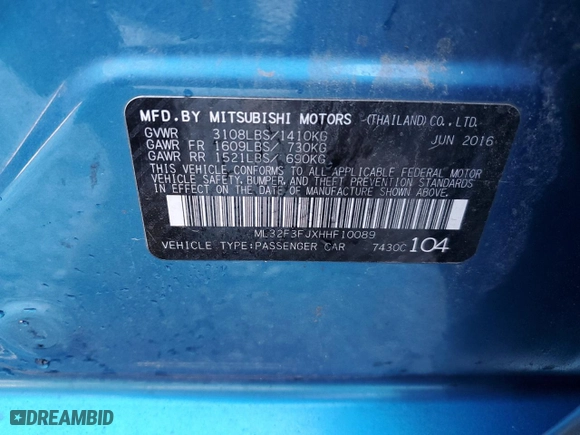 MFD.BY MITSUBISHI MOTORS -(THAILAND)CO.,LTD.
GVWR 3108LBS/1410KG JUN 2016
GAWR FR 1609LBS/ 730KG
GAWR RR 1521LBS/ 690KG
THIS VEHICLE CONFORMS TO ALL APPLICABLE FEDERAL MOTOR
VEHICLE SAFETY, BUMPER, AND THEFT PREVENTION STANDARDS
IN EFFECT ON THE DATE OF MANUFACTURE SHOWN ABOVE.
ML32F3FJXHHF10089
VEHICLE TYPE:PASSENGER CAR 7430C 104
DREAMBID